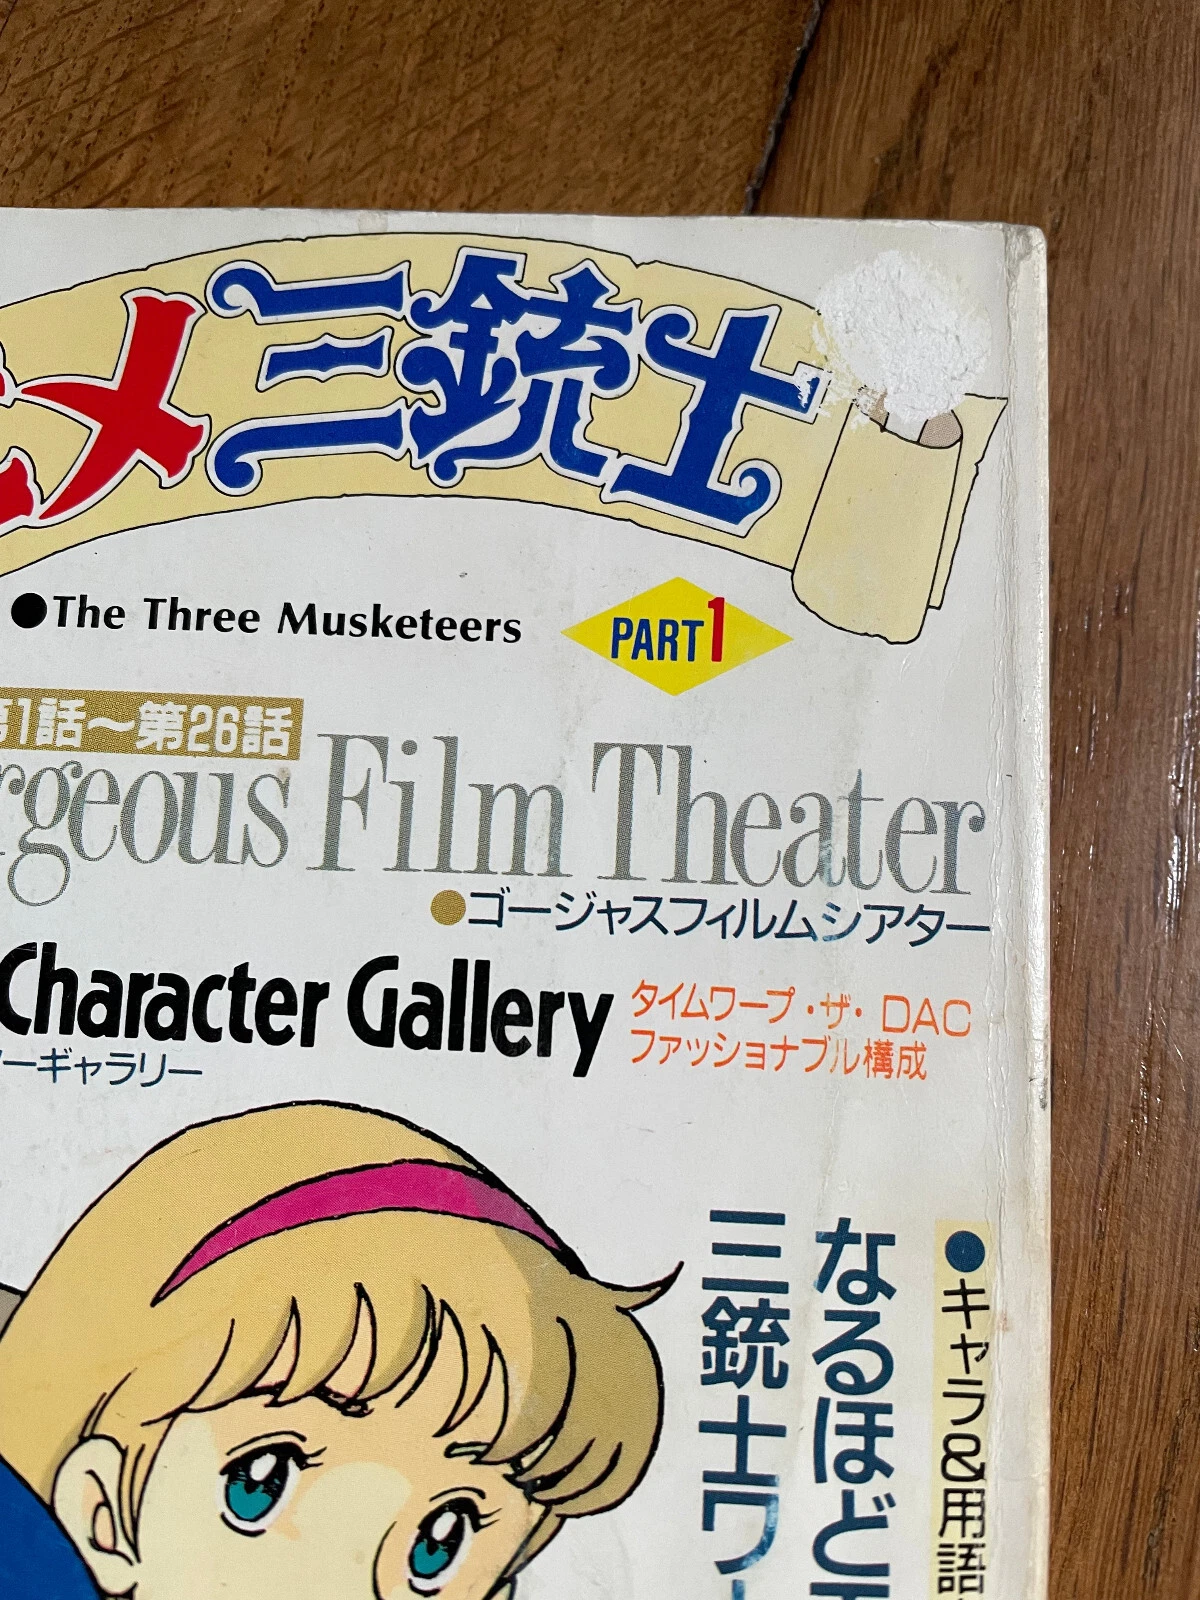 メ三銃士
●The Three Musketeers
PART1
第1話〜第26話
rgeous Film Theater
●ゴージャスフィルムシアター
Character Gallery
ーギャラリー
タイムワープ・ザ・DAC
ファッショナブル構成
●キャラ&用語
なるほど
三銃士ワ